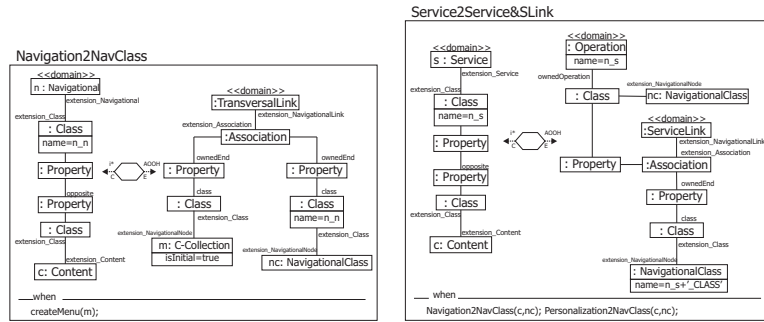 Navigation2NavClass
<<domain>>
n : Navigational
extension_Navigational
extension_Class
: Class
name=n_n
: Property
opposite
: Property
: Class
extension_Class
extension_Content
c: Content
i*
AOOH
C
E
<<domain>>
:TransversalLink
extension_NavigationalLink
extension_Association
:Association
ownedEnd
: Property
class
: Class
extension_Class
extension_NavigationalNode
m: C-Collection
isInitial=true
ownedEnd
: Property
class
: Class
name=n_n
extension_Class
extension_NavigationalNode
nc: NavigationalClass
when
createMenu(m);
Service2Service&SLink
<<domain>>
s : Service
extension_Service
extension_Class
: Class
name=n_s
: Property
opposite
: Property
: Class
extension_Class
extension_Content
c: Content
i*
AOOH
C
E
<<domain>>
: Operation
name=n_s
ownedOperation
: Class
extension_NavigationalNode
nc: NavigationalClass
<<domain>>
:ServiceLink
extension_NavigationalLink
extension_Association
: Property
:Association
ownedEnd
: Property
class
: Class
extension_Class
extension_NavigationalNode
: NavigationalClass
name=n_s+'_CLASS'
when
Navigation2NavClass(c,nc); Personalization2NavClass(c,nc);